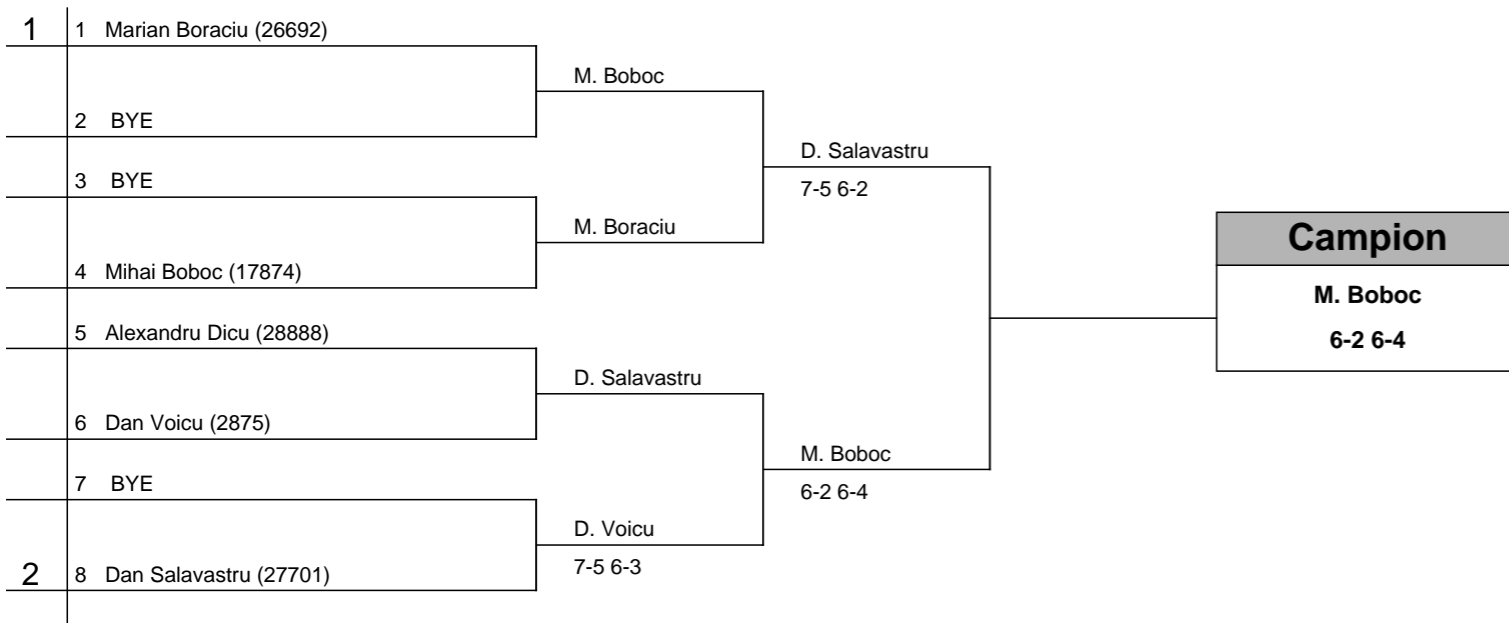 1 1 Marian Boraciu (26692)
M. Boboc
2 BYE
D. Salavastru
3 BYE
7-5 6-2
M. Boraciu
Campion
4 Mihai Boboc (17874)
M. Boboc
5 Alexandru Dicu (28888)
6-2 6-4
D. Salavastru
6 Dan Voicu (2875)
M. Boboc
7 BYE
6-2 6-4
D. Voicu
7-5 6-3
2 8 Dan Salavastru (27701)